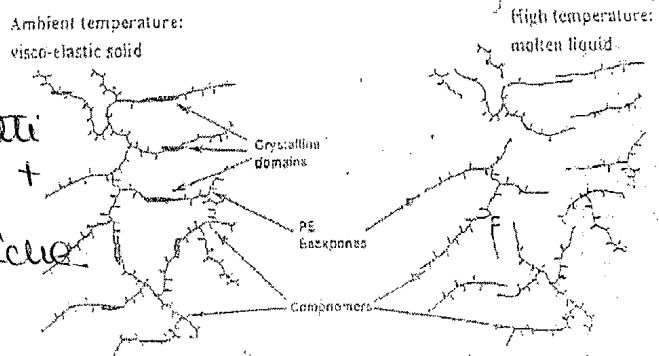 Ambient temperature:
visco-elastic solid
High temperature:
molten liquid
+
Crystalline
domains
PE
Backbones
Comonomers